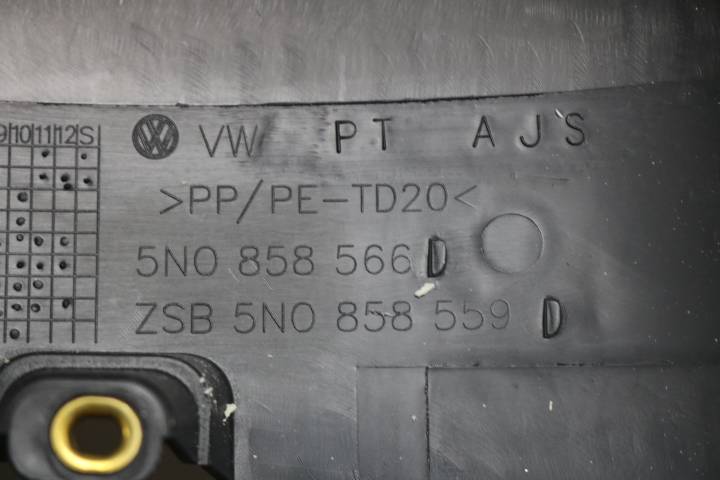 9 10 11 12 S
VW PT AJS
>PP/PE-TD20<
5N0 858 566 D
ZSB 5N0 858 559 D